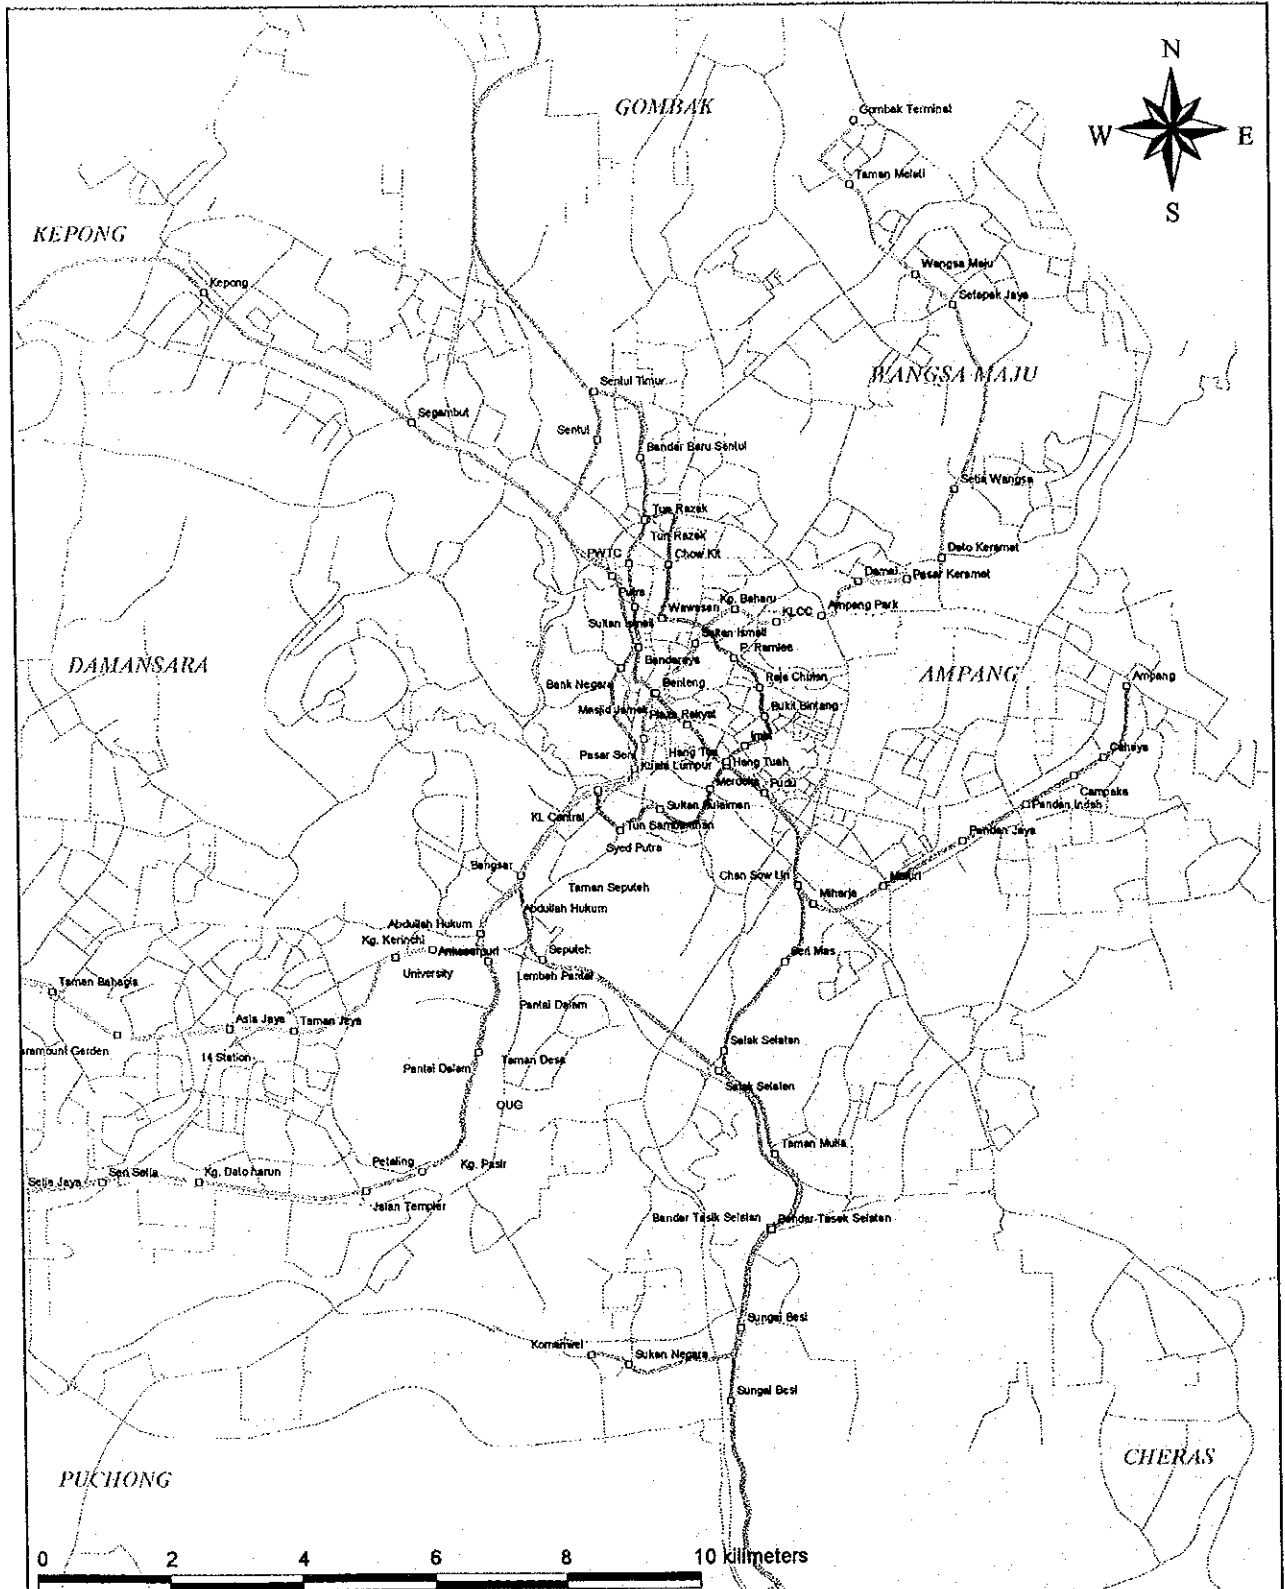 N
GOMBAK
Gombak Terminal
W E
Taman Melati
S
KEPONG
Wangsa Maju
Kepong
Setapak Jaya
WANGSA MAJU
Sentul Timur
Segambut
Sentul
Bandar Baru Sentul
Setia Wangsa
Tun Razak
Tun Razak
PWTC
Chow Kit
Dato Keramat
Damai
Pasar Keramat
Putra
Kg. Baharu
Wawasan
KLCC
Ampang Park
Sultan Ismail
Sultan Ismail
P. Ramlee
Bandaraya
DAMANSARA
AMPANG
Raja Chulan
Ampang
Bank Negara
Benteng
Masjid Jamek
Plaza Rakyat
Bukit Bintang
Imbi
Pasar Seni
Hang Tua
Cahaya
Kuala Lumpur
Hang Tuah
Merdeka
Pudu
Campaka
Pandan Indah
Sultan Sulaiman
KL Central
Tun Sambanthan
Pandan Jaya
Syed Putra
Bangsar
Chan Sow Lin
Taman Seputeh
Maluri
Miharja
Abdullah Hukum
Abdullah Hukum
Kg. Kerinchi
Seputeh
Seri Mas
University
Lembah Pantai
Taman Bahagia
Pantai Dalam
Asia Jaya
Taman Jaya
aramount Garden
14 Station
Salak Selatan
Taman Desa
Pantai Dalam
Salak Selatan
OUG
Taman Mulia
Petaling
Kg. Pasir
Setia Jaya
Seri Setia
Kg. Dato harun
Jalan Templer
Bandar Tasik Selatan
Bandar Tasek Selatan
Sungai Besi
Komanwel
Sukan Negara
Sungai Besi
CHERAS
PUCHONG
0 2 4 6 8 10 kilimeters